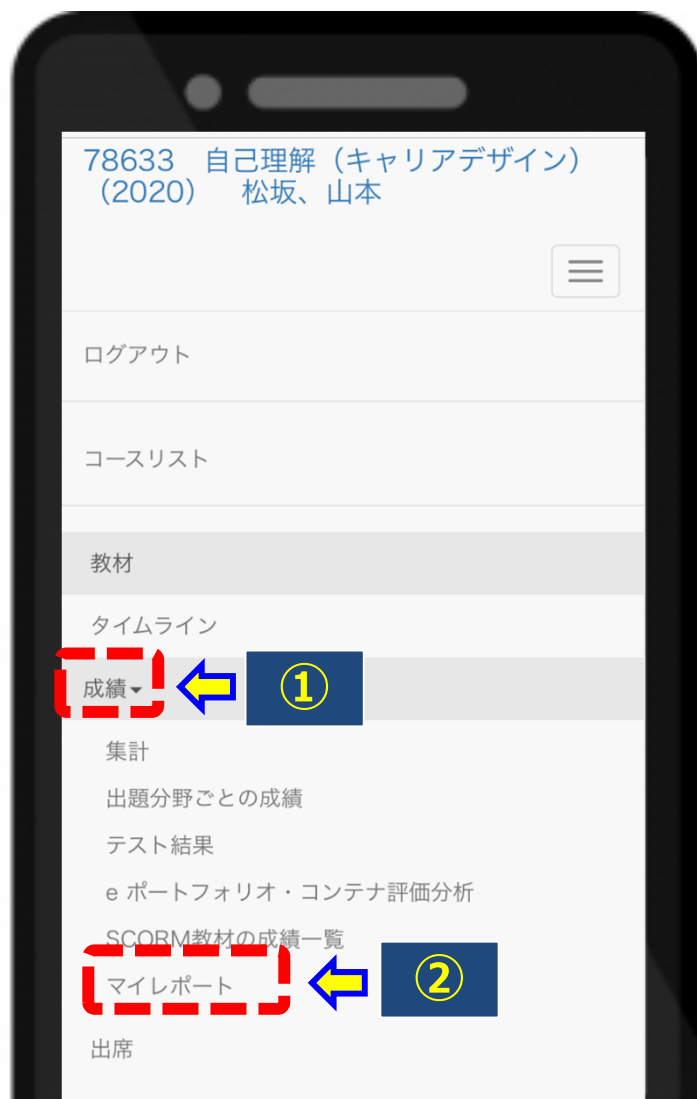 78633　自己理解（キャリアデザイン）
（2020）　松坂、山本
ログアウト
コースリスト
教材
タイムライン
成績▾
①
集計
出題分野ごとの成績
テスト結果
e ポートフォリオ・コンテナ評価分析
SCORM教材の成績一覧
マイレポート
②
出席